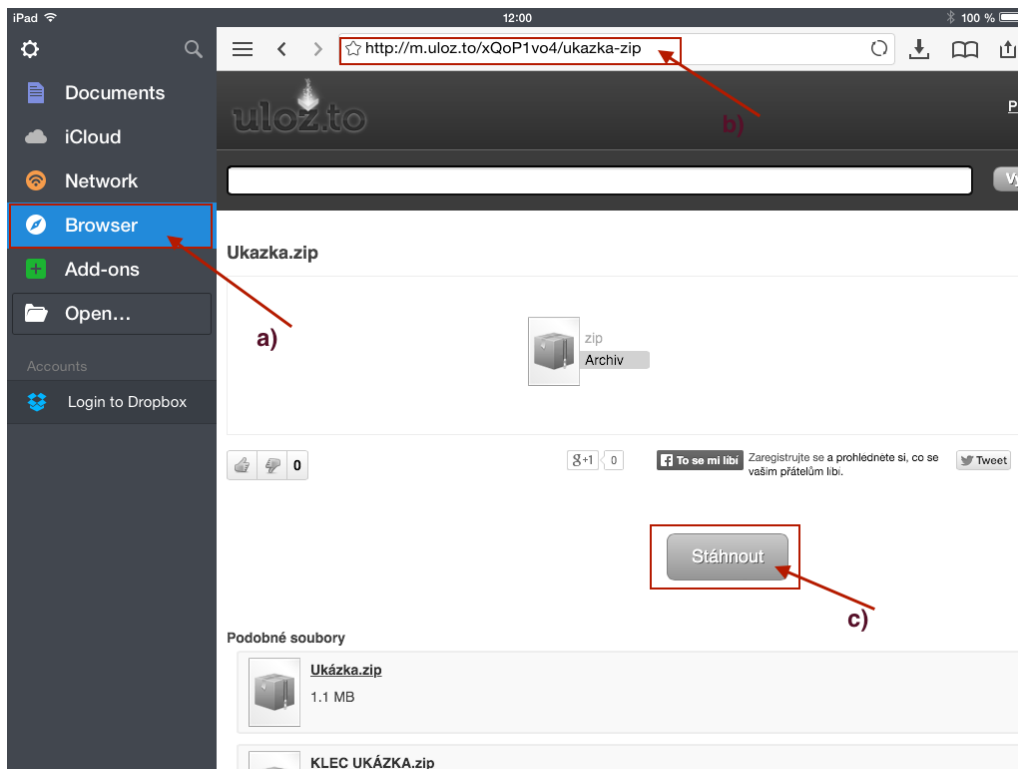 iPad
12:00
100 %
http://m.uloz.to/xQoP1vo4/ukazka-zip
Documents
iCloud
Network
Browser
Add-ons
Open...
Accounts
Login to Dropbox
uloz.to
b)
Ukazka.zip
a)
zip
Archiv
0
g+1
0
To se mi líbí
Zaregistrujte se a prohlédněte si, co se
vašim přátelům líbí.
Tweet
Stáhnout
c)
Podobné soubory
Ukázka.zip
1.1 MB
KLEC UKÁZKA.zip